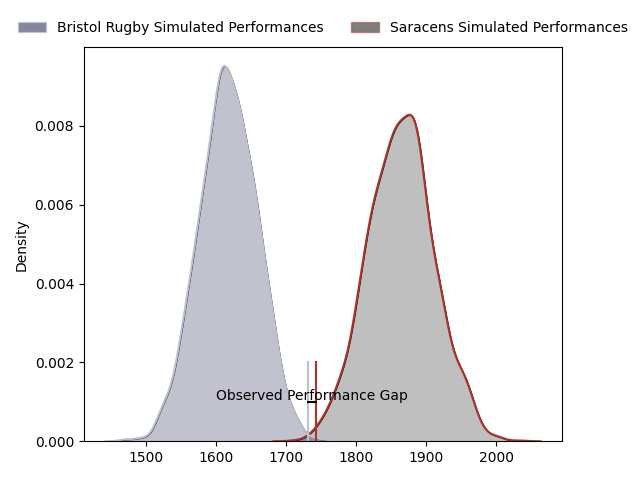 Bristol Rugby Simulated Performances Saracens Simulated Performances
Density
0.008
0.006
0.004
0.002
0.000
Observed Performance Gap
1500 1600 1700 1800 1900 2000